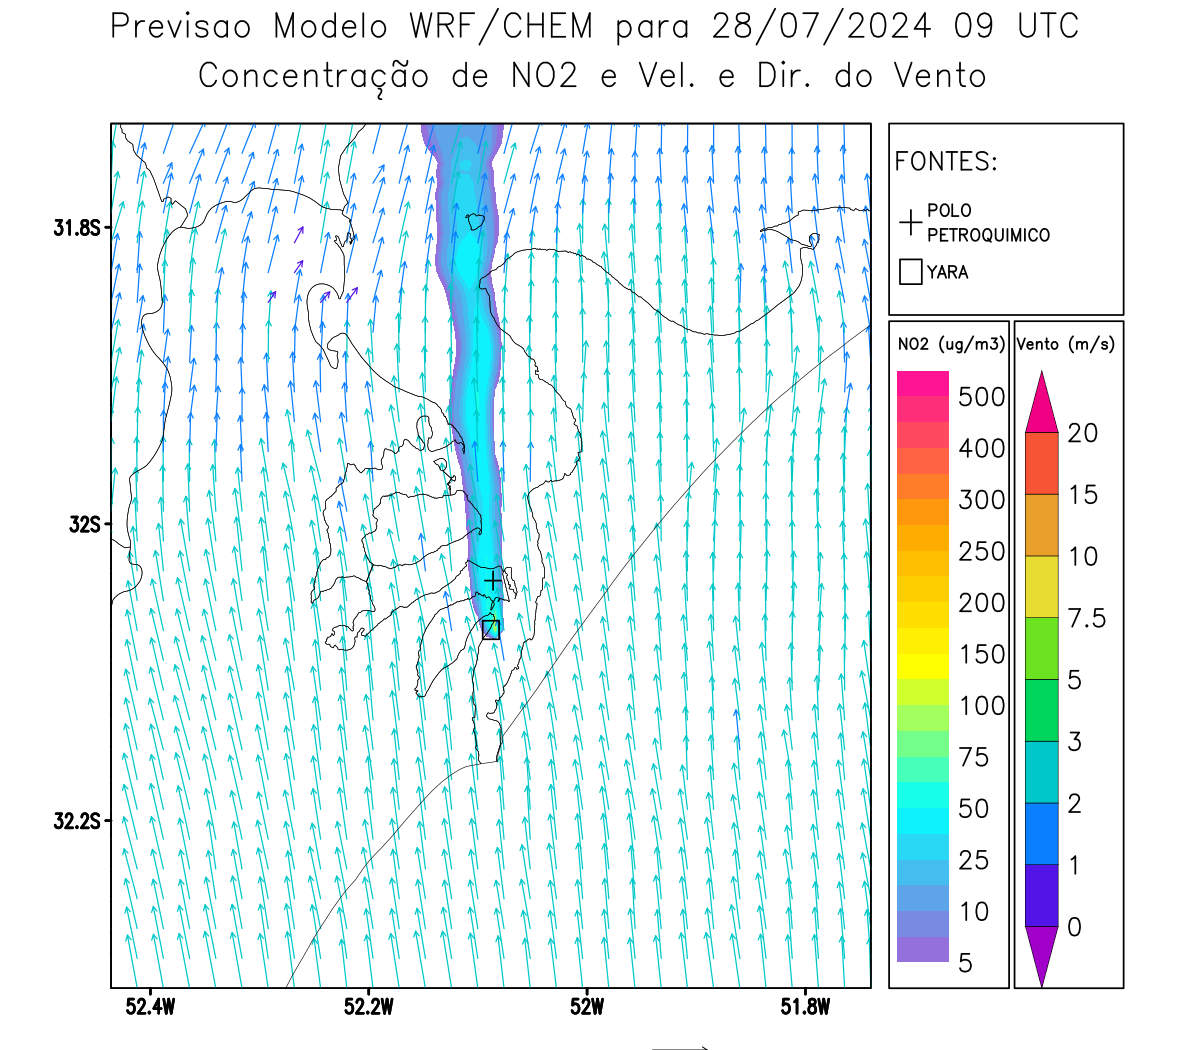 Previsao Modelo WRF/CHEM para 28/07/2024 09 UTC
Concentração de NO2 e Vel. e Dir. do Vento
FONTES:
POLO
PETROQUIMICO
YARA
31.8S
32S
32.2S
52.4W
52.2W
52W
51.8W
NO2 (ug/m3)
500
400
300
250
200
150
100
75
50
25
10
5
Vento (m/s)
20
15
10
7.5
5
3
2
1
0